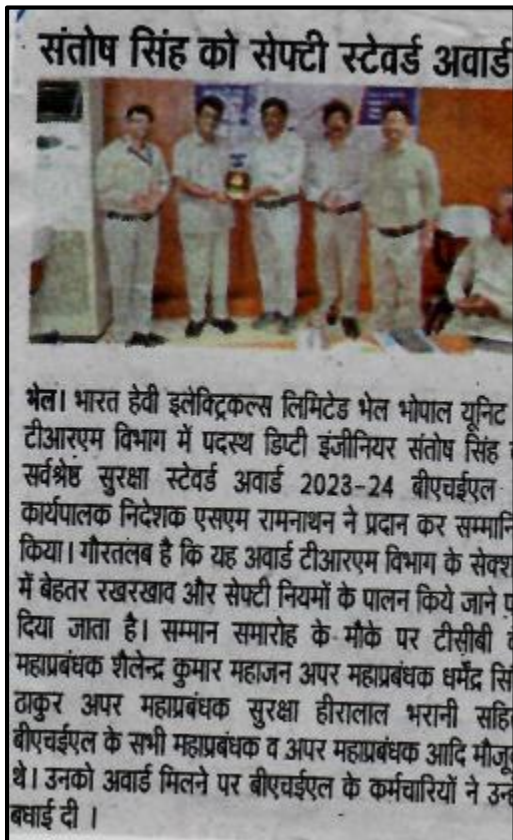 संतोष सिंह को सेफ्टी स्टेवर्ड अवार्ड
भेल। भारत हेवी इलेक्ट्रिकल्स लिमिटेड भेल भोपाल यूनिट
टीआरएम विभाग में पदस्थ डिप्टी इंजीनियर संतोष सिंह
सर्वश्रेष्ठ सुरक्षा स्टेवर्ड अवार्ड 2023-24 बीएचईएल
कार्यपालक निदेशक एसएम रामनाथन ने प्रदान कर
किया। गौरतलब है कि यह अवार्ड टीआरएम विभाग के
में बेहतर रखरखाव और सेफ्टी नियमों के पालन किये जाने
दिया जाता है। सम्मान समारोह के मौके पर टीसीबी
महाप्रबंधक शैलेन्द्र कुमार महाजन अपर महाप्रबंधक धर्मेंद्र
ठाकुर अपर महाप्रबंधक सुरक्षा हीरालाल भरानी
बीएचईएल के सभी महाप्रबंधक व अपर महाप्रबंधक आदि
थे। उनको अवार्ड मिलने पर बीएचईएल के कर्मचारियों ने
बधाई दी ।